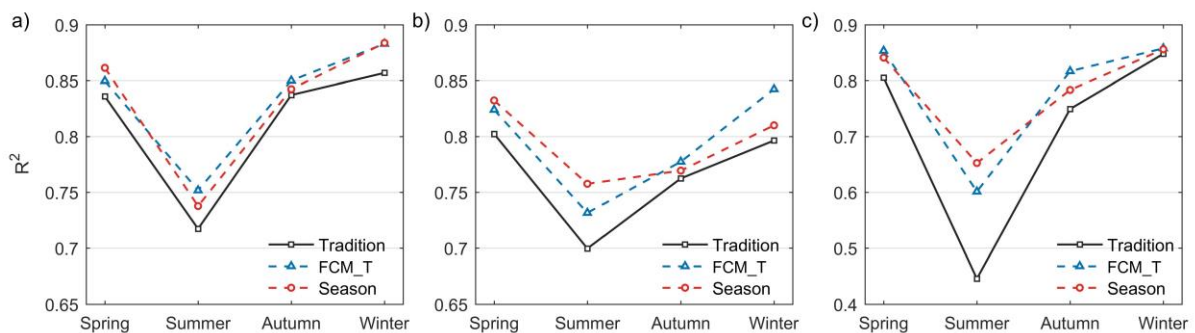 a)
R²
0.9
0.85
0.8
0.75
0.7
0.65
Spring Summer Autumn Winter
Tradition
FCM_T
Season
b)
0.9
0.85
0.8
0.75
0.7
0.65
Spring Summer Autumn Winter
Tradition
FCM_T
Season
c)
0.9
0.8
0.7
0.6
0.5
0.4
Spring Summer Autumn Winter
Tradition
FCM_T
Season